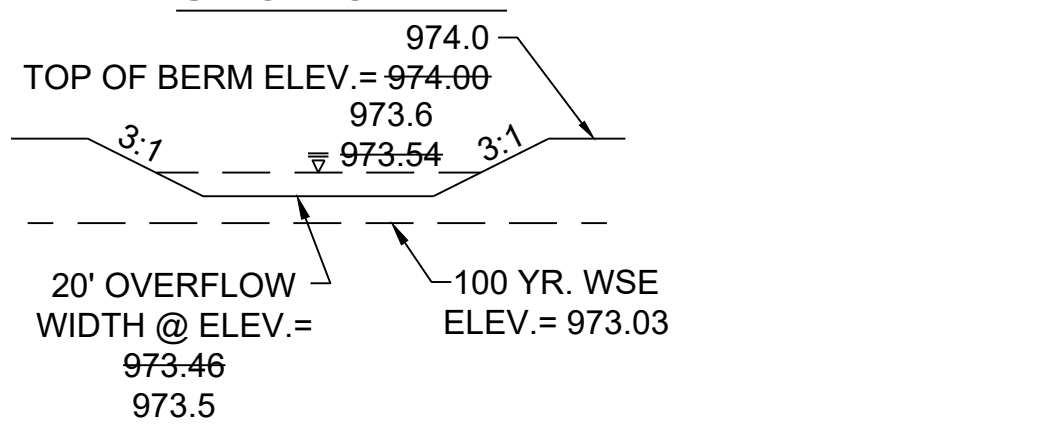 974.0
TOP OF BERM ELEV.= 974.00
973.6
973.54
3:1
3:1
20' OVERFLOW
WIDTH @ ELEV.=
973.46
973.5
100 YR. WSE
ELEV.= 973.03